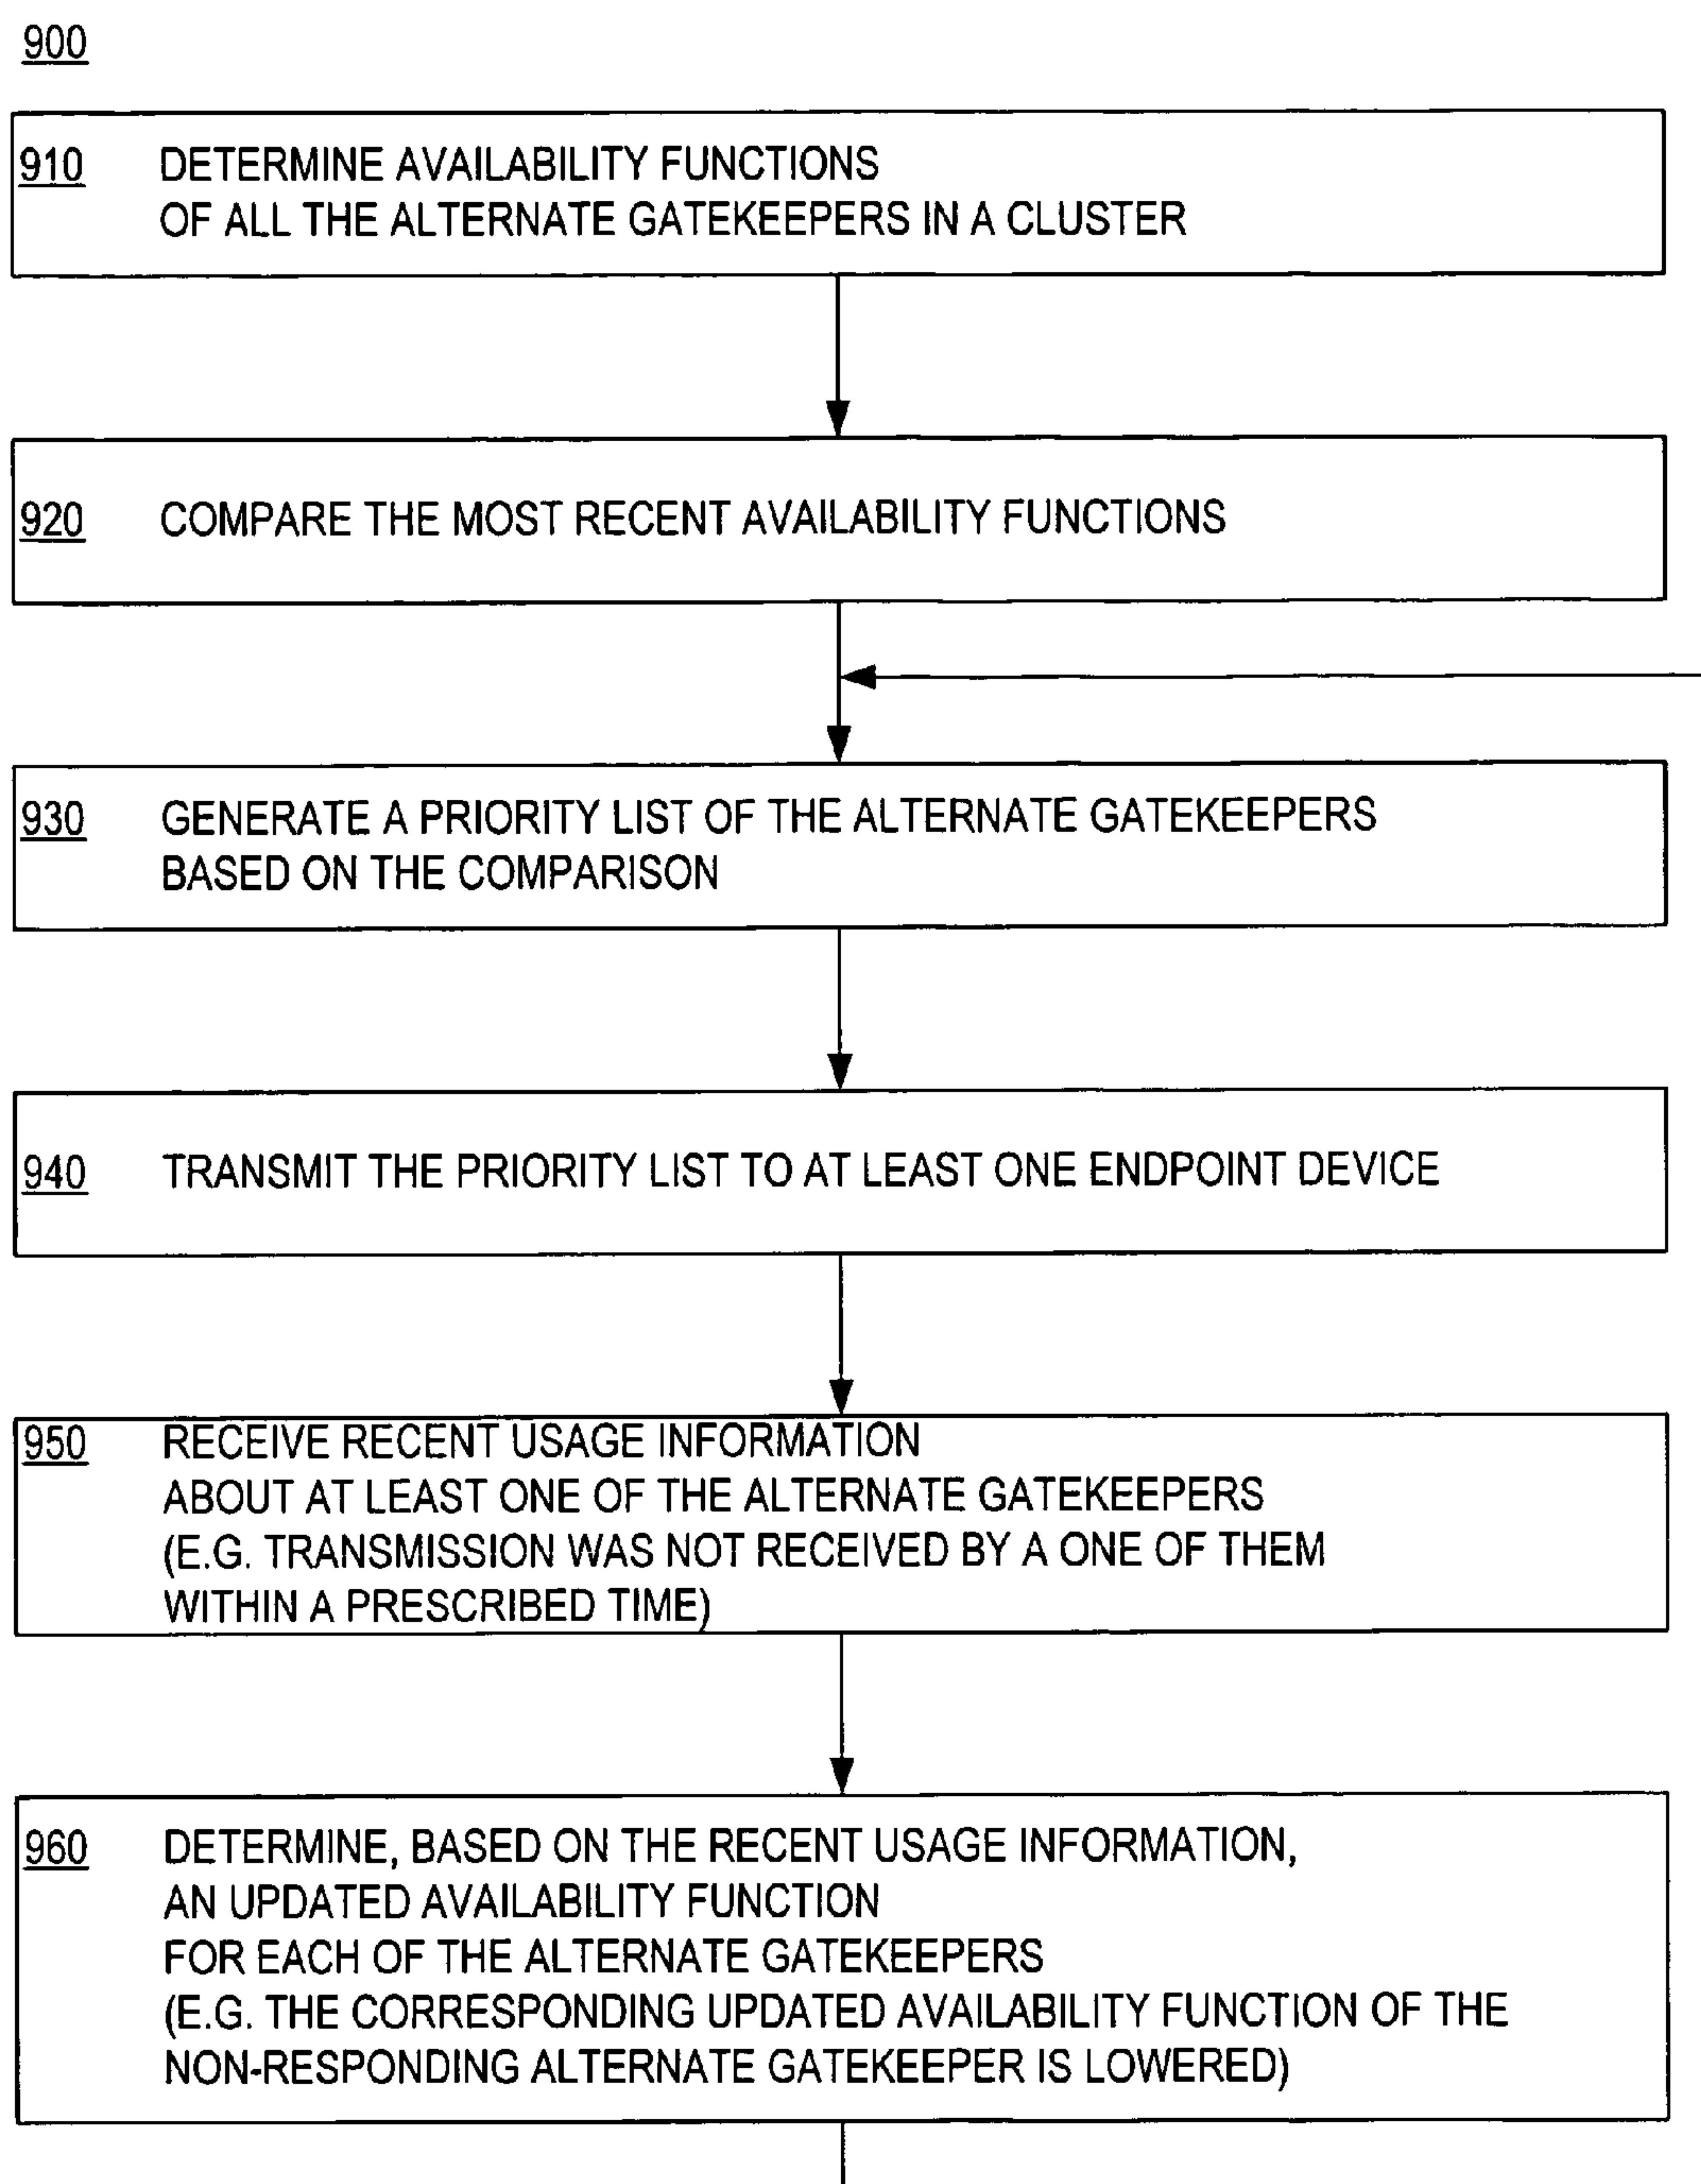 900
910 DETERMINE AVAILABILITY FUNCTIONS
OF ALL THE ALTERNATE GATEKEEPERS IN A CLUSTER
920 COMPARE THE MOST RECENT AVAILABILITY FUNCTIONS
930 GENERATE A PRIORITY LIST OF THE ALTERNATE GATEKEEPERS
BASED ON THE COMPARISON
940 TRANSMIT THE PRIORITY LIST TO AT LEAST ONE ENDPOINT DEVICE
950 RECEIVE RECENT USAGE INFORMATION
ABOUT AT LEAST ONE OF THE ALTERNATE GATEKEEPERS
(E.G. TRANSMISSION WAS NOT RECEIVED BY A ONE OF THEM
WITHIN A PRESCRIBED TIME)
960 DETERMINE, BASED ON THE RECENT USAGE INFORMATION,
AN UPDATED AVAILABILITY FUNCTION
FOR EACH OF THE ALTERNATE GATEKEEPERS
(E.G. THE CORRESPONDING UPDATED AVAILABILITY FUNCTION OF THE
NON-RESPONDING ALTERNATE GATEKEEPER IS LOWERED)